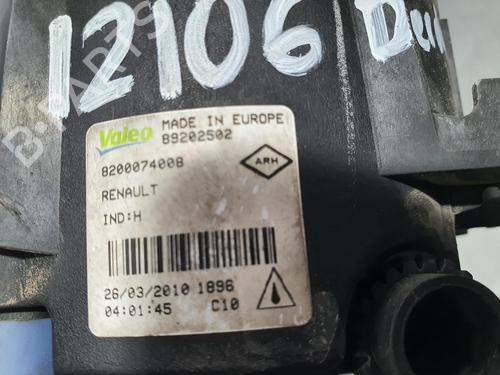 12106 Du
B-PARTS
Valeo MADE IN EUROPE
89202502
8200074008
ARH
RENAULT
IND:H
26/03/2010 1896
04:01:45 C10